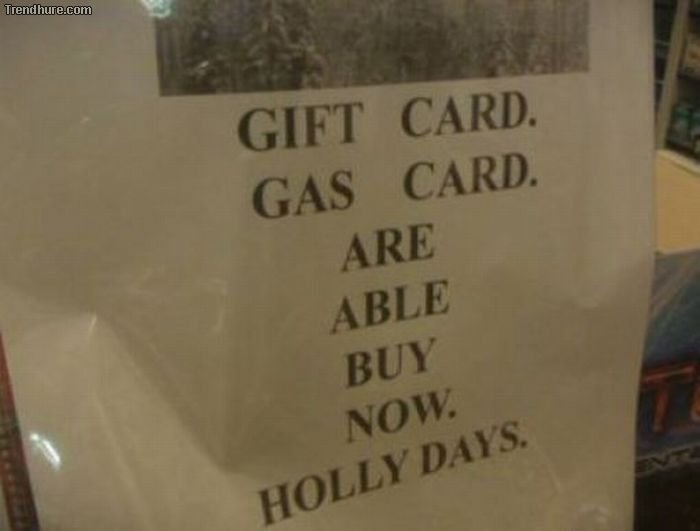 Trendhure.com
GIFT CARD.
GAS CARD.
ARE
ABLE
BUY
NOW.
HOLLY DAYS.